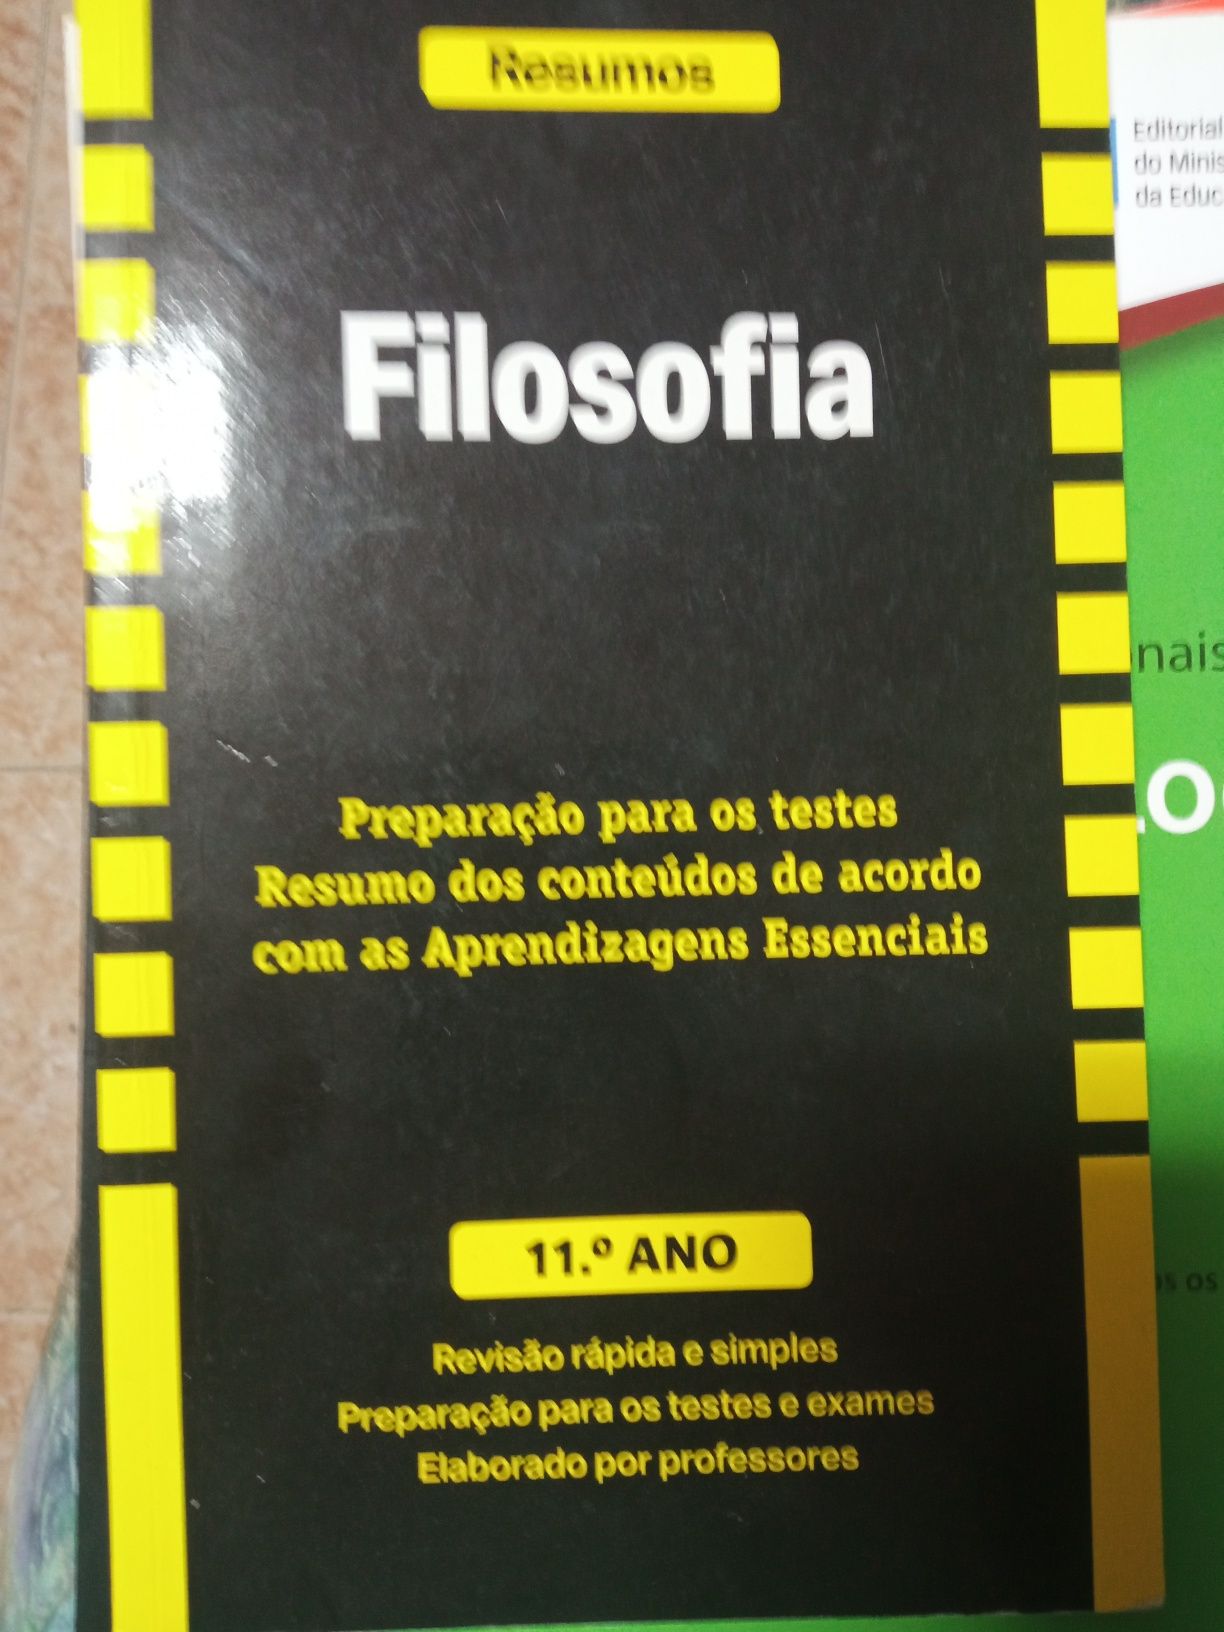 Resumos
Filosofia
Preparação para os testes
Resumo dos conteúdos de acordo
com as Aprendizagens Essenciais
11.º ANO
Revisão rápida e simples
Preparação para os testes e exames
Elaborado por professores
Editorial
do Minis
da Educ
nais
os